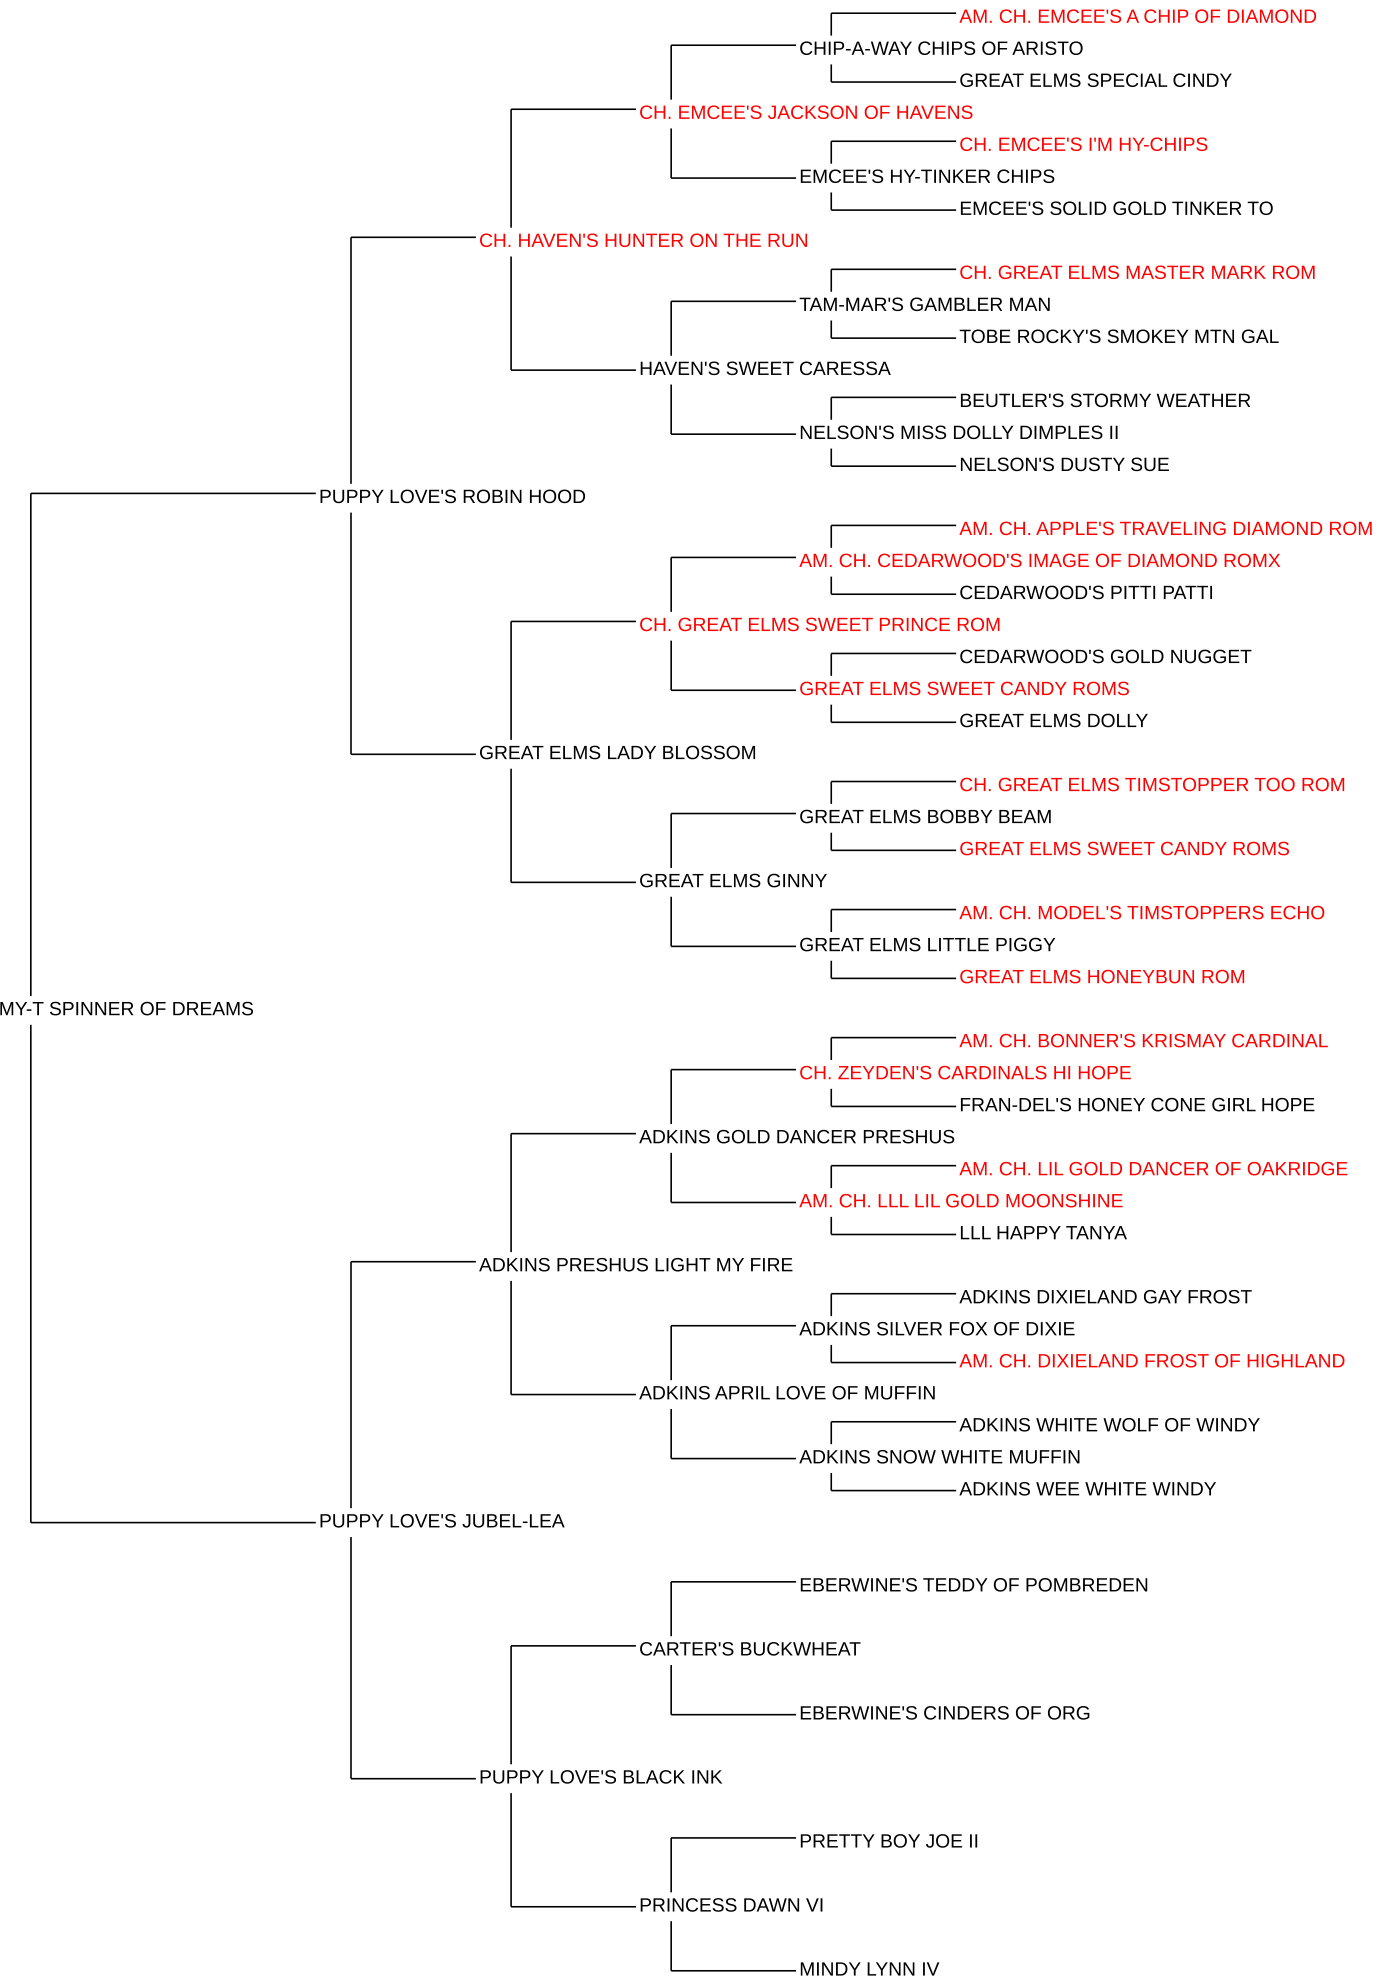 AM. CH. EMCEE'S A CHIP OF DIAMOND
CHIP-A-WAY CHIPS OF ARISTO
GREAT ELMS SPECIAL CINDY
CH. EMCEE'S JACKSON OF HAVENS
CH. EMCEE'S I'M HY-CHIPS
EMCEE'S HY-TINKER CHIPS
EMCEE'S SOLID GOLD TINKER TO
CH. HAVEN'S HUNTER ON THE RUN
CH. GREAT ELMS MASTER MARK ROM
TAM-MAR'S GAMBLER MAN
TOBE ROCKY'S SMOKEY MTN GAL
HAVEN'S SWEET CARESSA
BEUTLER'S STORMY WEATHER
NELSON'S MISS DOLLY DIMPLES II
NELSON'S DUSTY SUE
PUPPY LOVE'S ROBIN HOOD
AM. CH. APPLE'S TRAVELING DIAMOND ROM
AM. CH. CEDARWOOD'S IMAGE OF DIAMOND ROMX
CEDARWOOD'S PITTI PATTI
CH. GREAT ELMS SWEET PRINCE ROM
CEDARWOOD'S GOLD NUGGET
GREAT ELMS SWEET CANDY ROMS
GREAT ELMS DOLLY
GREAT ELMS LADY BLOSSOM
CH. GREAT ELMS TIMSTOPPER TOO ROM
GREAT ELMS BOBBY BEAM
GREAT ELMS SWEET CANDY ROMS
GREAT ELMS GINNY
AM. CH. MODEL'S TIMSTOPPERS ECHO
GREAT ELMS LITTLE PIGGY
GREAT ELMS HONEYBUN ROM
MY-T SPINNER OF DREAMS
AM. CH. BONNER'S KRISMAY CARDINAL
CH. ZEYDEN'S CARDINALS HI HOPE
FRAN-DEL'S HONEY CONE GIRL HOPE
ADKINS GOLD DANCER PRESHUS
AM. CH. LIL GOLD DANCER OF OAKRIDGE
AM. CH. LLL LIL GOLD MOONSHINE
LLL HAPPY TANYA
ADKINS PRESHUS LIGHT MY FIRE
ADKINS DIXIELAND GAY FROST
ADKINS SILVER FOX OF DIXIE
AM. CH. DIXIELAND FROST OF HIGHLAND
ADKINS APRIL LOVE OF MUFFIN
ADKINS WHITE WOLF OF WINDY
ADKINS SNOW WHITE MUFFIN
ADKINS WEE WHITE WINDY
PUPPY LOVE'S JUBEL-LEA
EBERWINE'S TEDDY OF POMBREDEN
CARTER'S BUCKWHEAT
EBERWINE'S CINDERS OF ORG
PUPPY LOVE'S BLACK INK
PRETTY BOY JOE II
PRINCESS DAWN VI
MINDY LYNN IV